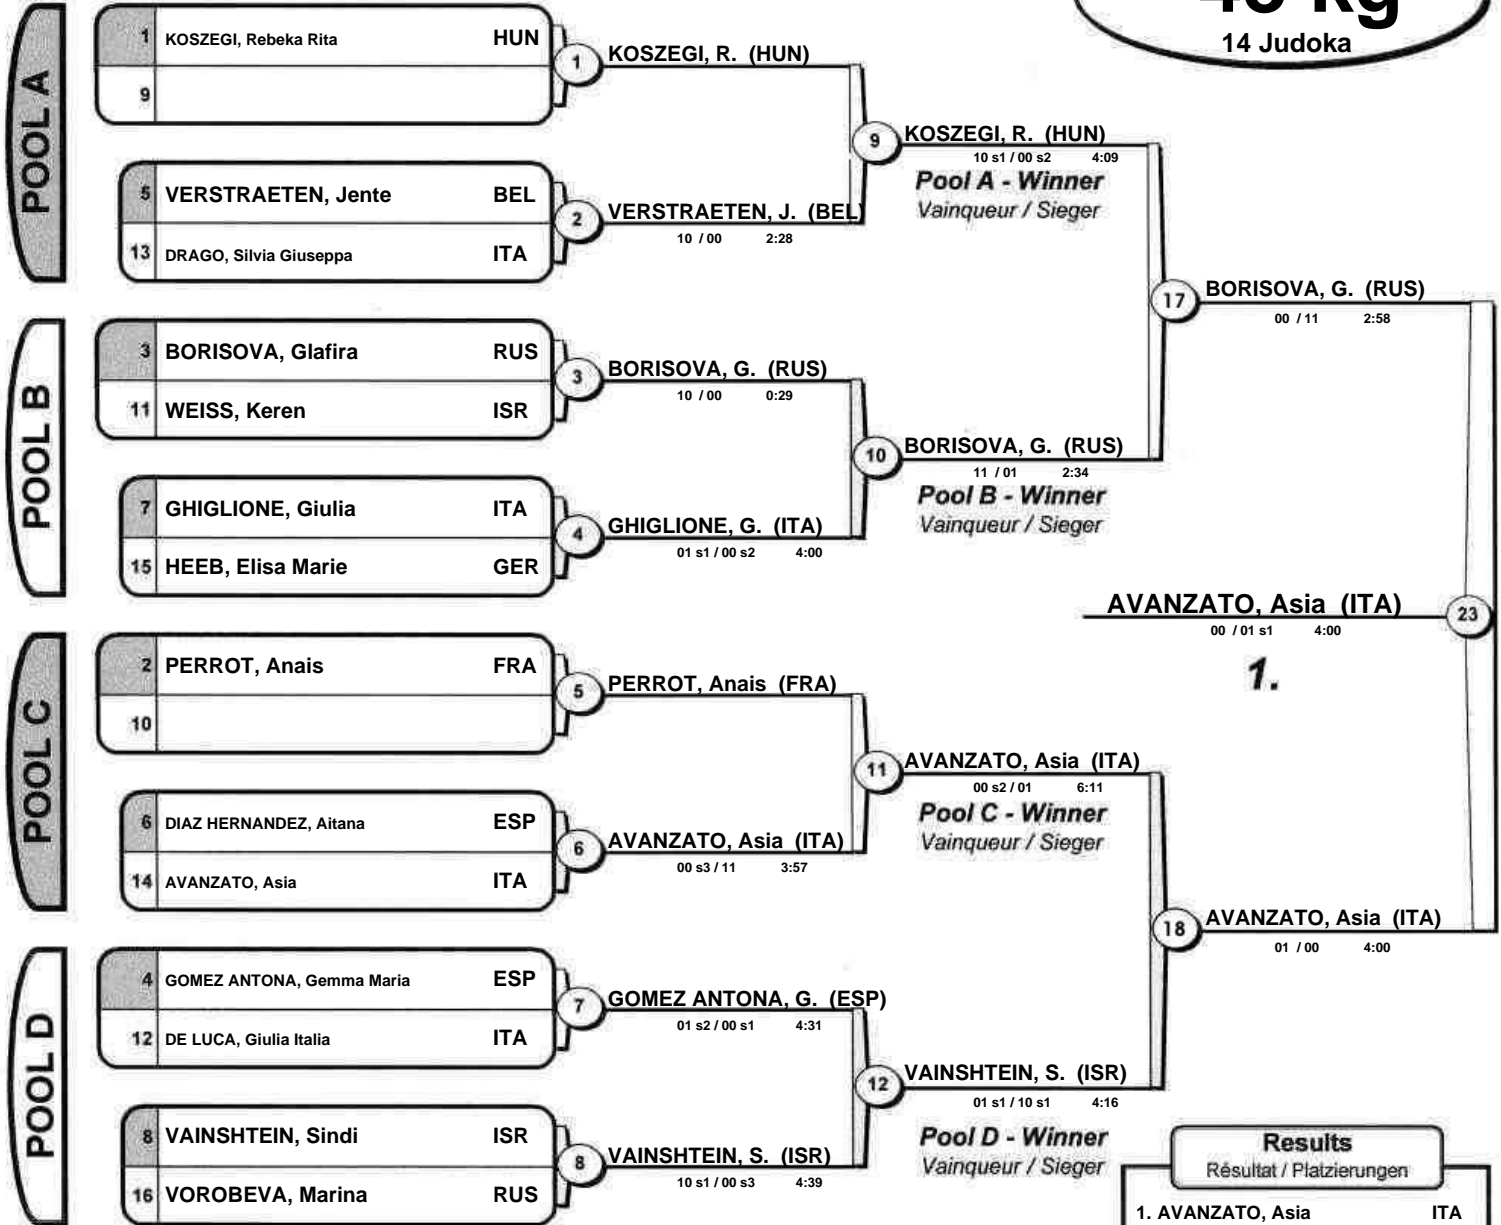 48 kg
14 Judoka
POOL A
1 KOSZEGI, Rebeka Rita HUN
9
5 VERSTRAETEN, Jente BEL
13 DRAGO, Silvia Giuseppa ITA
1 KOSZEGI, R. (HUN)
2 VERSTRAETEN, J. (BEL)
10 / 00 2:28
9 KOSZEGI, R. (HUN)
10 s1 / 00 s2 4:09
Pool A - Winner
Vainqueur / Sieger
POOL B
3 BORISOVA, Glafira RUS
11 WEISS, Keren ISR
7 GHIGLIONE, Giulia ITA
15 HEEB, Elisa Marie GER
3 BORISOVA, G. (RUS)
10 / 00 0:29
4 GHIGLIONE, G. (ITA)
01 s1 / 00 s2 4:00
10 BORISOVA, G. (RUS)
11 / 01 2:34
Pool B - Winner
Vainqueur / Sieger
17 BORISOVA, G. (RUS)
00 / 11 2:58
AVANZATO, Asia (ITA) 23
00 / 01 s1 4:00
1.
POOL C
2 PERROT, Anais FRA
10
6 DIAZ HERNANDEZ, Aitana ESP
14 AVANZATO, Asia ITA
5 PERROT, Anais (FRA)
6 AVANZATO, Asia (ITA)
00 s3 / 11 3:57
11 AVANZATO, Asia (ITA)
00 s2 / 01 6:11
Pool C - Winner
Vainqueur / Sieger
POOL D
4 GOMEZ ANTONA, Gemma Maria ESP
12 DE LUCA, Giulia Italia ITA
8 VAINSHTEIN, Sindi ISR
16 VOROBEVA, Marina RUS
7 GOMEZ ANTONA, G. (ESP)
01 s2 / 00 s1 4:31
8 VAINSHTEIN, S. (ISR)
10 s1 / 00 s3 4:39
12 VAINSHTEIN, S. (ISR)
01 s1 / 10 s1 4:16
Pool D - Winner
Vainqueur / Sieger
18 AVANZATO, Asia (ITA)
01 / 00 4:00
Results
Résultat / Platzierungen
1. AVANZATO, Asia ITA